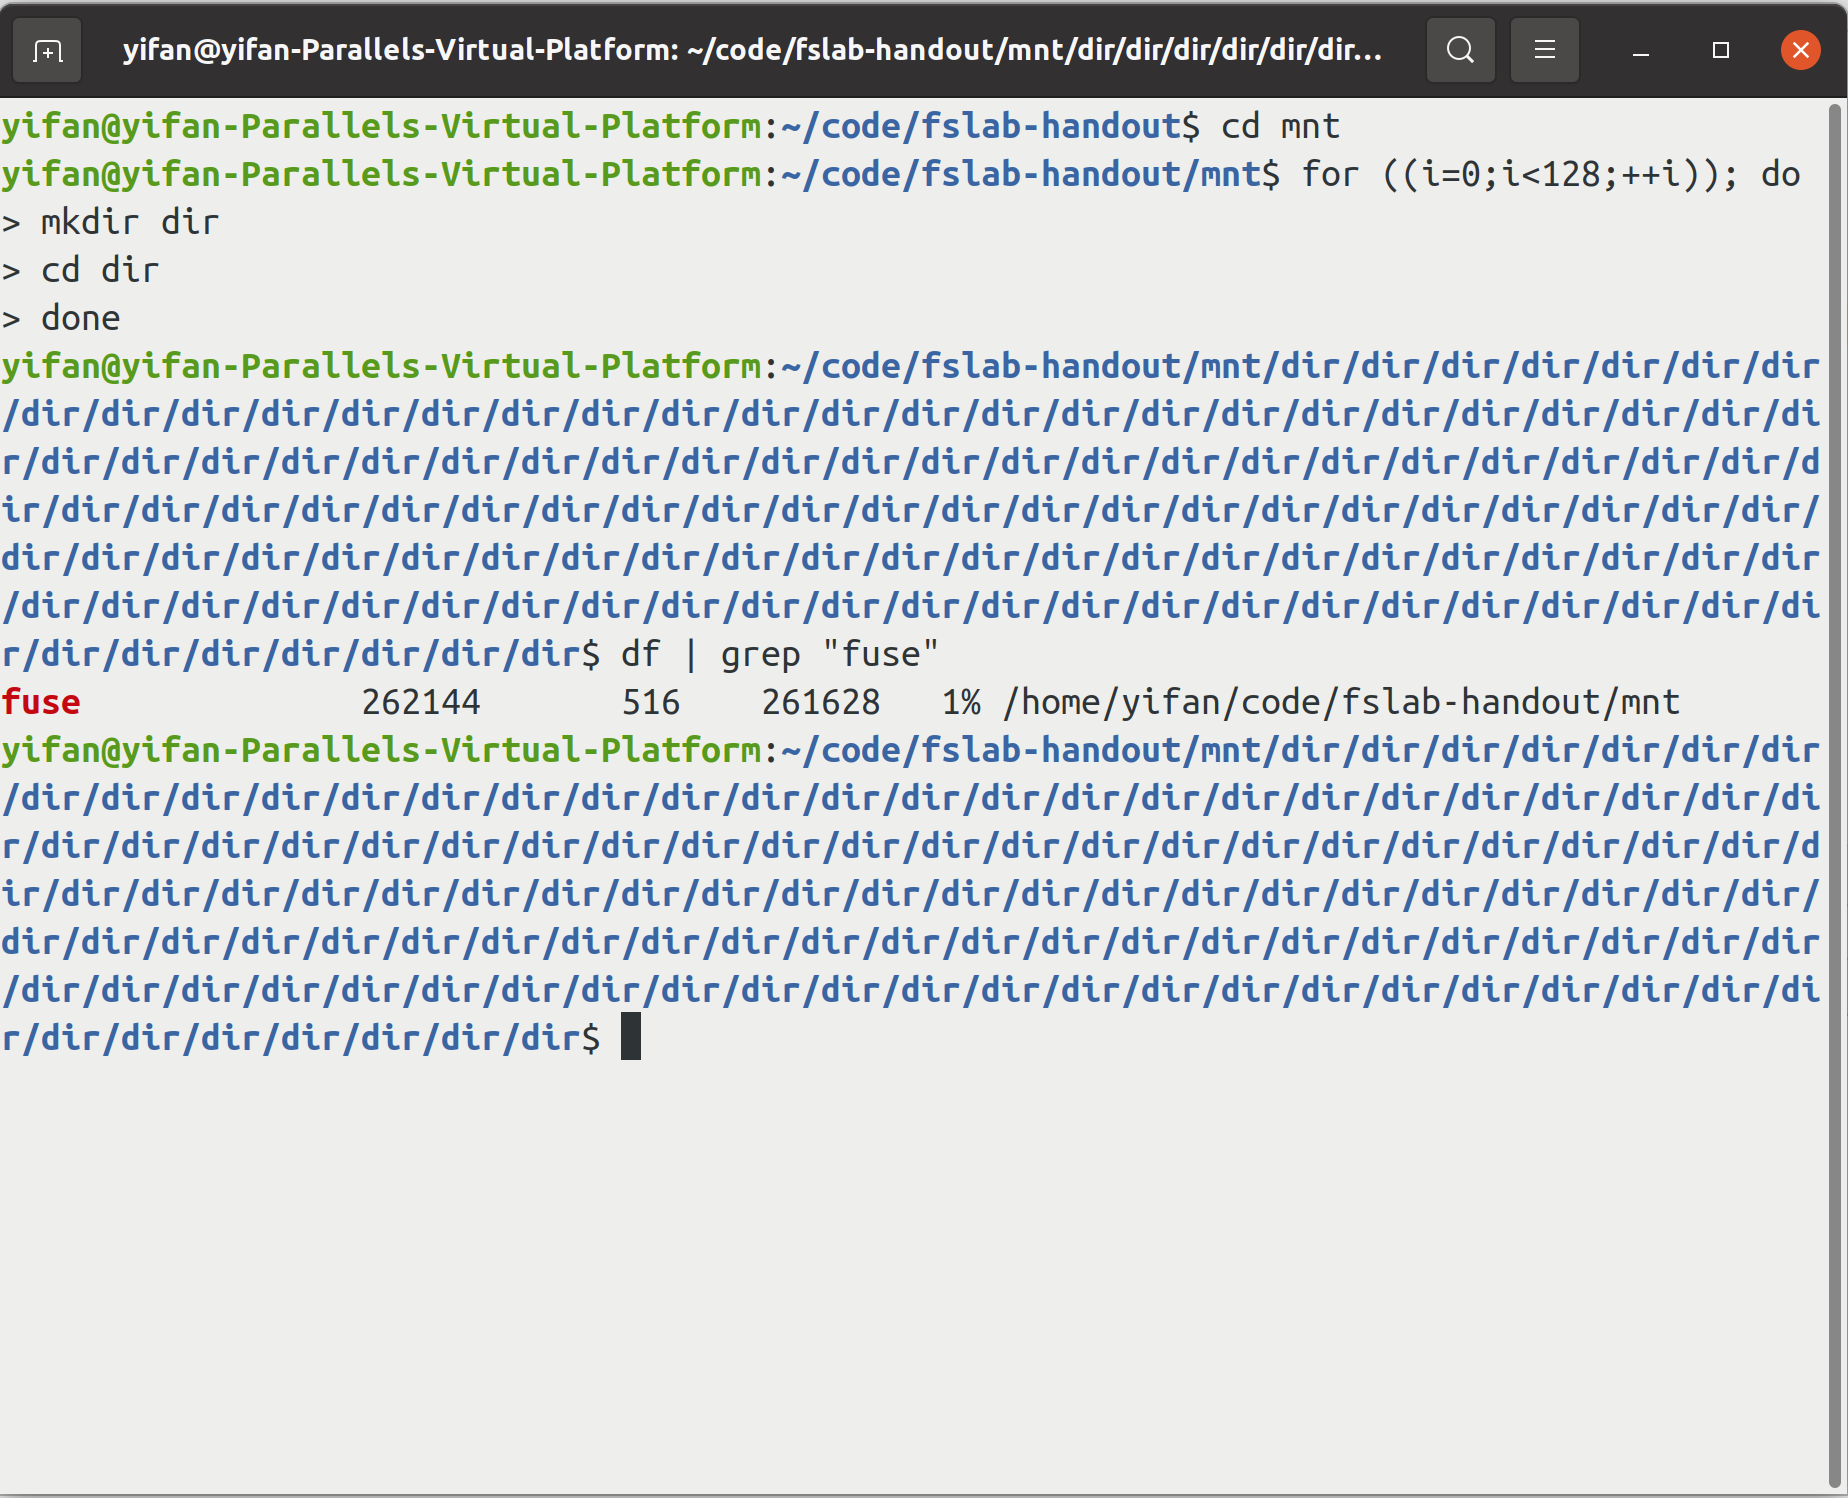 yifan@yifan-Parallels-Virtual-Platform: ~/code/fslab-handout/mnt/dir/dir/dir/dir/dir/dir...
yifan@yifan-Parallels-Virtual-Platform:~/code/fslab-handout$ cd mnt
yifan@yifan-Parallels-Virtual-Platform:~/code/fslab-handout/mnt$ for ((i=0;i<128;++i)); do
> mkdir dir
> cd dir
> done
yifan@yifan-Parallels-Virtual-Platform:~/code/fslab-handout/mnt/dir/dir/dir/dir/dir/dir/dir
/dir/dir/dir/dir/dir/dir/dir/dir/dir/dir/dir/dir/dir/dir/dir/dir/dir/dir/dir/dir/dir/dir/di
r/dir/dir/dir/dir/dir/dir/dir/dir/dir/dir/dir/dir/dir/dir/dir/dir/dir/dir/dir/dir/dir/dir/d
ir/dir/dir/dir/dir/dir/dir/dir/dir/dir/dir/dir/dir/dir/dir/dir/dir/dir/dir/dir/dir/dir/dir/
dir/dir/dir/dir/dir/dir/dir/dir/dir/dir/dir/dir/dir/dir/dir/dir/dir/dir/dir/dir/dir/dir/dir
/dir/dir/dir/dir/dir/dir/dir/dir/dir/dir/dir/dir/dir/dir/dir/dir/dir/dir/dir/dir/dir/dir/di
r/dir/dir/dir/dir/dir/dir/dir$ df | grep "fuse"
fuse              262144       516    261628   1% /home/yifan/code/fslab-handout/mnt
yifan@yifan-Parallels-Virtual-Platform:~/code/fslab-handout/mnt/dir/dir/dir/dir/dir/dir/dir
/dir/dir/dir/dir/dir/dir/dir/dir/dir/dir/dir/dir/dir/dir/dir/dir/dir/dir/dir/dir/dir/dir/di
r/dir/dir/dir/dir/dir/dir/dir/dir/dir/dir/dir/dir/dir/dir/dir/dir/dir/dir/dir/dir/dir/dir/d
ir/dir/dir/dir/dir/dir/dir/dir/dir/dir/dir/dir/dir/dir/dir/dir/dir/dir/dir/dir/dir/dir/dir/
dir/dir/dir/dir/dir/dir/dir/dir/dir/dir/dir/dir/dir/dir/dir/dir/dir/dir/dir/dir/dir/dir/dir
/dir/dir/dir/dir/dir/dir/dir/dir/dir/dir/dir/dir/dir/dir/dir/dir/dir/dir/dir/dir/dir/dir/di
r/dir/dir/dir/dir/dir/dir/dir$